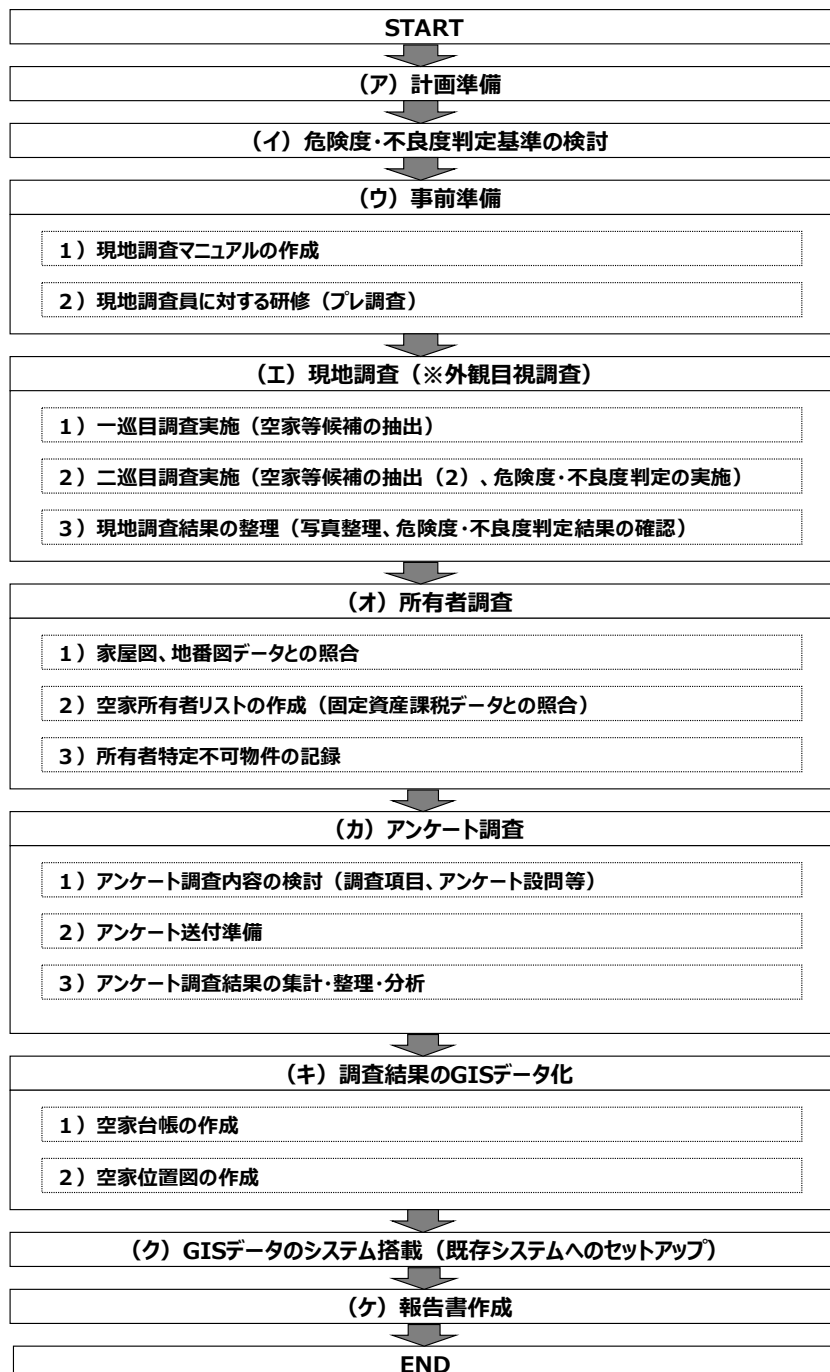 START
（ア）計画準備
（イ）危険度･不良度判定基準の検討
（ウ）事前準備
１）現地調査マニュアルの作成
２）現地調査員に対する研修（プレ調査）
（エ）現地調査（※外観目視調査）
１）一巡目調査実施（空家等候補の抽出）
２）二巡目調査実施（空家等候補の抽出（２）、危険度･不良度判定の実施）
３）現地調査結果の整理（写真整理、危険度･不良度判定結果の確認）
（オ）所有者調査
１）家屋図、地番図データとの照合
２）空家所有者リストの作成（固定資産課税データとの照合）
３）所有者特定不可物件の記録
（カ）アンケート調査
１）アンケート調査内容の検討（調査項目、アンケート設問等）
２）アンケート送付準備
３）アンケート調査結果の集計･整理･分析
（キ）調査結果のGISデータ化
１）空家台帳の作成
２）空家位置図の作成
（ク）GISデータのシステム搭載（既存システムへのセットアップ）
（ケ）報告書作成
END